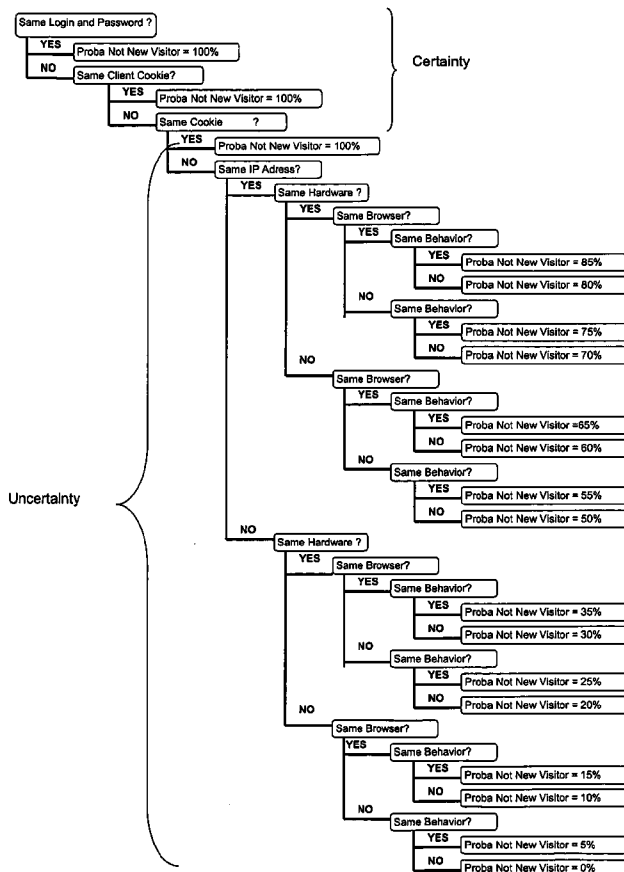 Same Login and Password ?
YES
Proba Not New Visitor = 100%
NO
Same Client Cookie?
Certainty
YES
Proba Not New Visitor = 100%
NO
Same Cookie ?
YES
Proba Not New Visitor = 100%
NO
Same IP Adress?
YES
Same Hardware ?
YES
Same Browser?
YES
Same Behavior?
YES
Proba Not New Visitor = 85%
NO
Proba Not New Visitor = 80%
NO
Same Behavior?
YES
Proba Not New Visitor = 75%
NO
Proba Not New Visitor = 70%
NO
Same Browser?
YES
Same Behavior?
YES
Proba Not New Visitor =65%
NO
Proba Not New Visitor = 60%
NO
Same Behavior?
YES
Proba Not New Visitor = 55%
NO
Proba Not New Visitor = 50%
Uncertainty
NO
Same Hardware ?
YES
Same Browser?
YES
Same Behavior?
YES
Proba Not New Visitor = 35%
NO
Proba Not New Visitor = 30%
NO
Same Behavior?
YES
Proba Not New Visitor = 25%
NO
Proba Not New Visitor = 20%
NO
Same Browser?
YES
Same Behavior?
YES
Proba Not New Visitor = 15%
NO
Proba Not New Visitor = 10%
NO
Same Behavior?
YES
Proba Not New Visitor = 5%
NO
Proba Not New Visitor = 0%